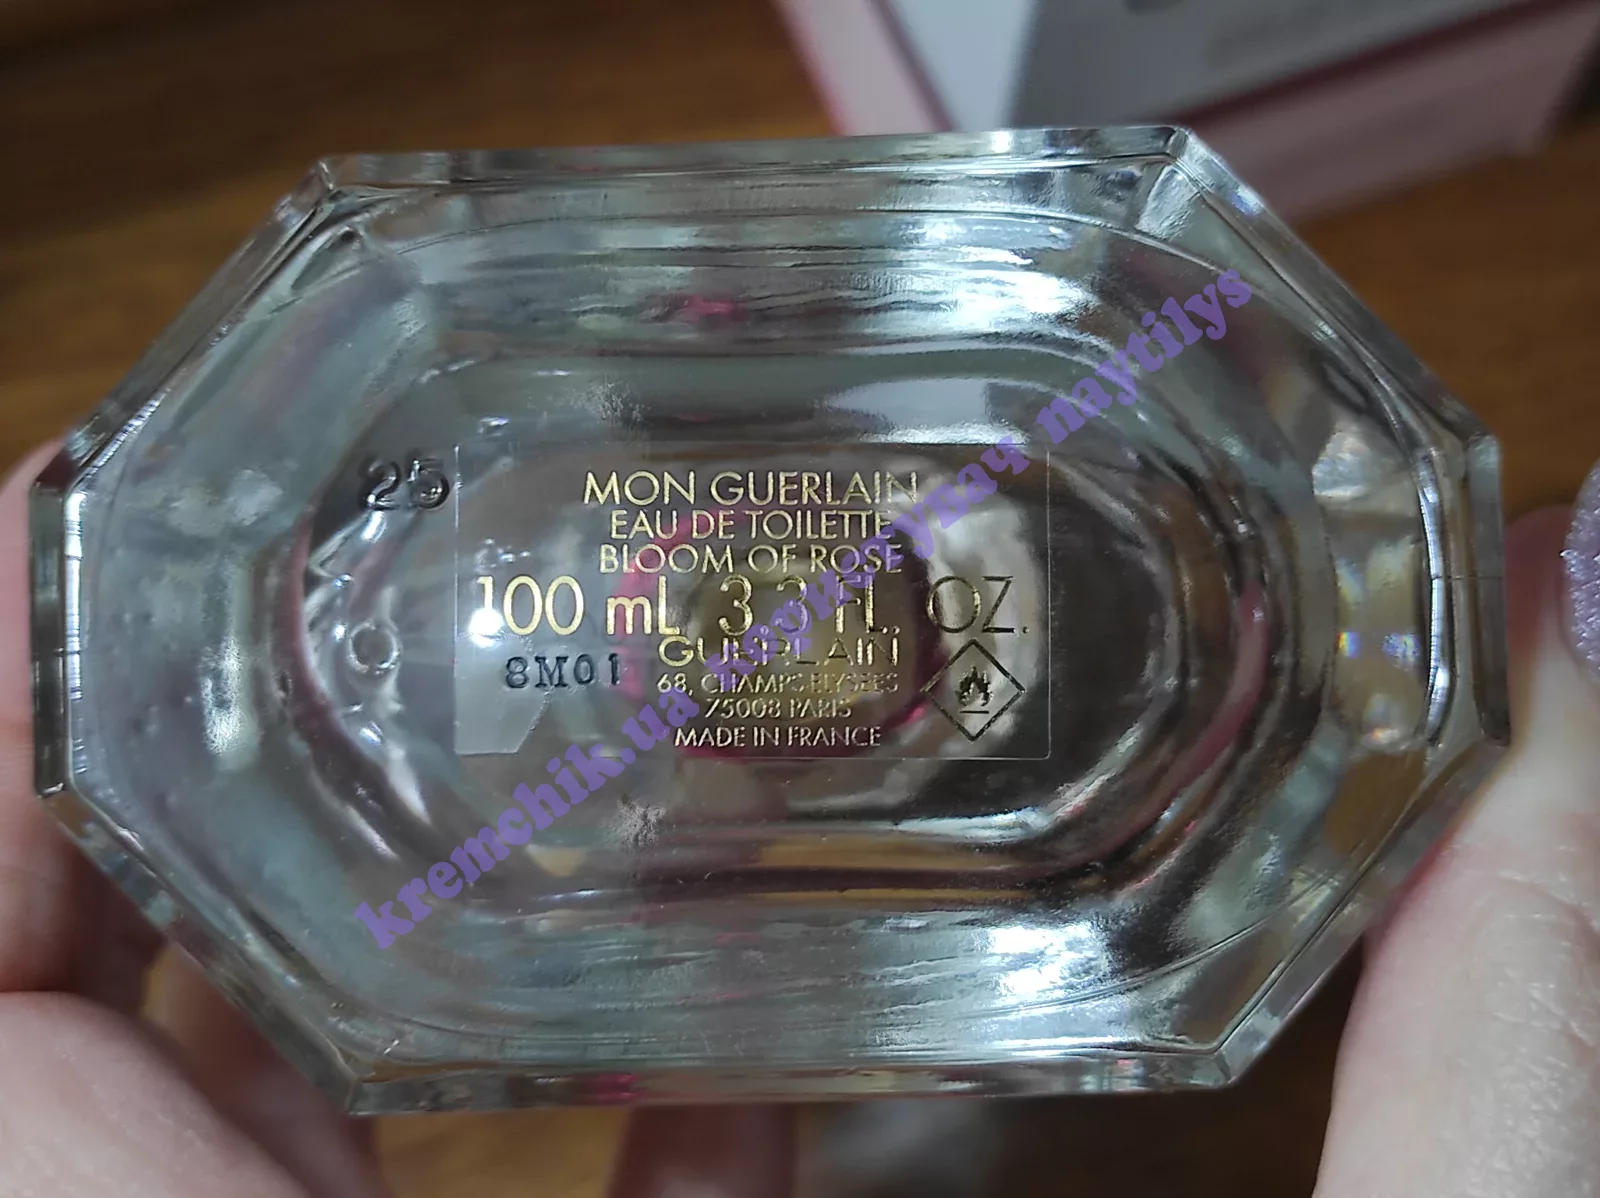 25
MON GUERLAIN
EAU DE TOILETTE
BLOOM OF ROSE
100 mL 3.3 FL. OZ.
GUERLAIN
8M01
68, CHAMPS-ELYSEES
75008 PARIS
MADE IN FRANCE
kremchik.ua naytilys